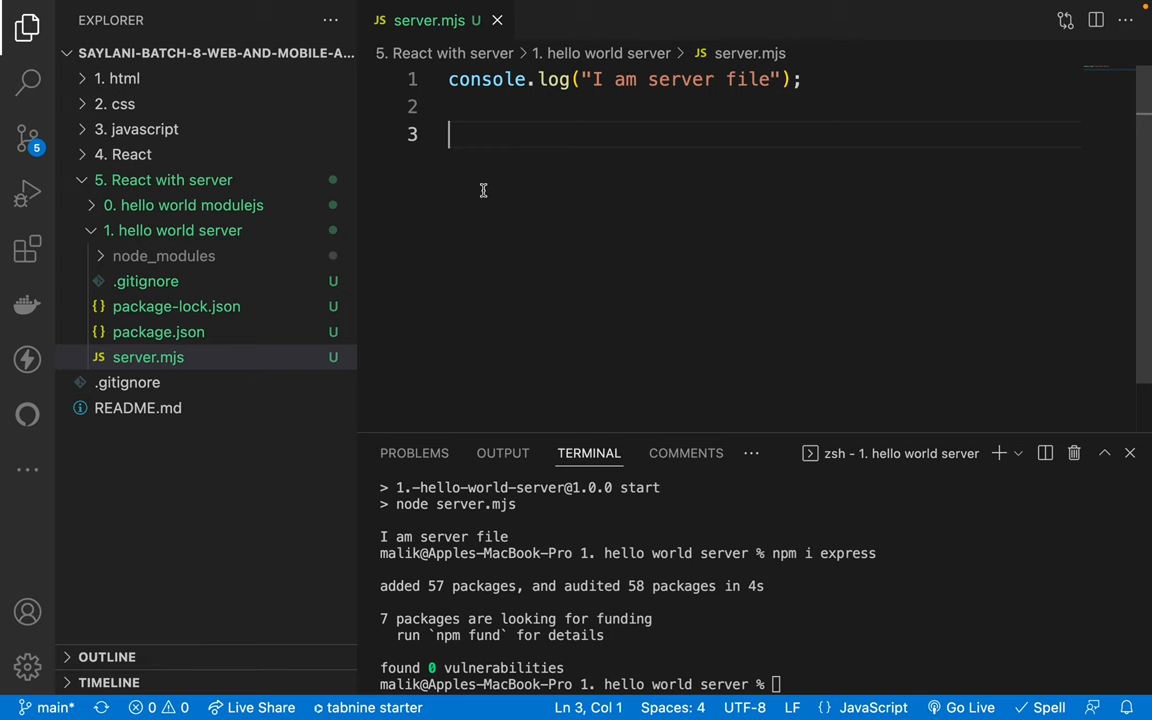 EXPLORER
SAYLANI-BATCH-8-WEB-AND-MOBILE-A...
1. html
2. css
3. javascript
4. React
5. React with server
0. hello world modulejs
1. hello world server
node_modules
.gitignore U
{} package-lock.json U
{} package.json U
JS server.mjs U
.gitignore
README.md
OUTLINE
TIMELINE
5
JS server.mjs U
5. React with server > 1. hello world server > JS server.mjs
1 console.log("I am server file");
2
3
PROBLEMS OUTPUT TERMINAL COMMENTS ... zsh - 1. hello world server
> 1.-hello-world-server@1.0.0 start
> node server.mjs
I am server file
malik@Apples-MacBook-Pro 1. hello world server % npm i express
added 57 packages, and audited 58 packages in 4s
7 packages are looking for funding
run `npm fund` for details
found 0 vulnerabilities
malik@Apples-MacBook-Pro 1. hello world server %
main* 0 0 Live Share tabnine starter Ln 3, Col 1 Spaces: 4 UTF-8 LF {} JavaScript Go Live Spell